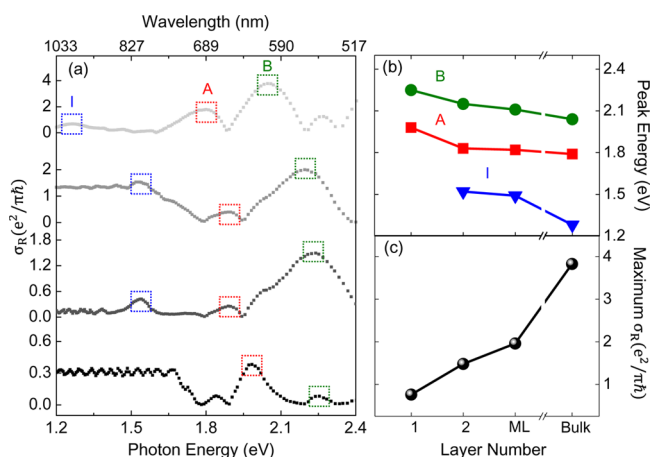 Wavelength (nm)
1033 827 689 590 517
(a)
I
A
B
4
2
0
2
1
0
1.8
0.6
0.0
0.6
0.3
0.0
σR(e²/πℏ)
1.2 1.5 1.8 2.1 2.4
Photon Energy (eV)
(b)
B
A
I
2.4
2.1
1.8
1.5
1.2
Peak Energy (eV)
(c)
4
3
2
1
Maximum σR(e²/πℏ)
1 2 ML Bulk
Layer Number